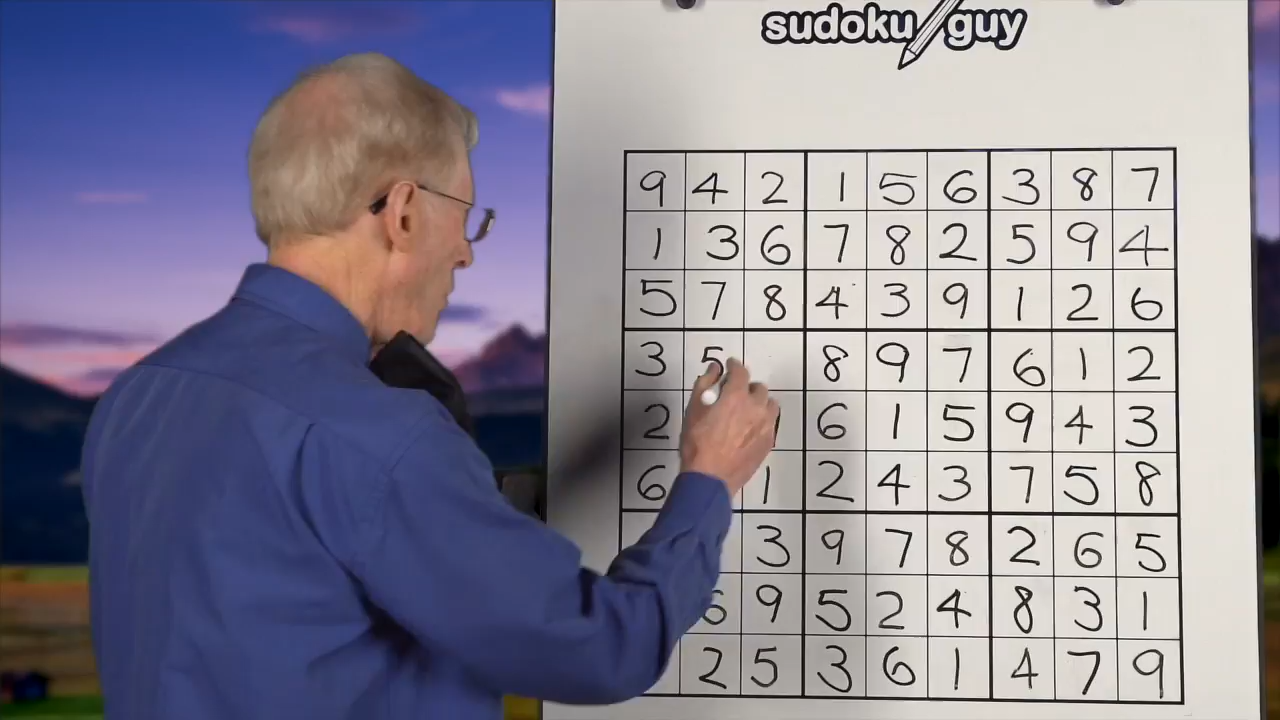 sudoku guy
9 4 2 1 5 6 3 8 7
1 3 6 7 8 2 5 9 4
5 7 8 4 3 9 1 2 6
3 5 8 9 7 6 1 2
2 6 1 5 9 4 3
6 1 2 4 3 7 5 8
3 9 7 8 2 6 5
6 9 5 2 4 8 3 1
2 5 3 6 1 4 7 9